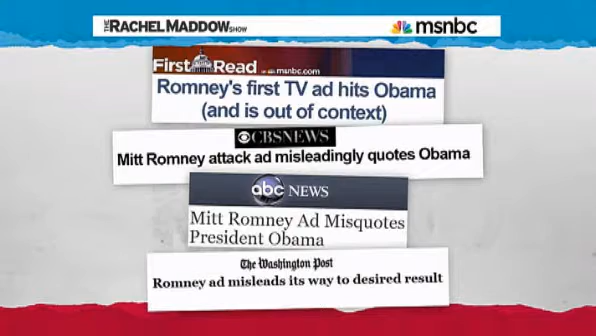 THE RACHEL MADDOW SHOW
msnbc
First Read on msnbc.com
Romney's first TV ad hits Obama
(and is out of context)
CBSNEWS
Mitt Romney attack ad misleadingly quotes Obama
abc NEWS
Mitt Romney Ad Misquotes
President Obama
The Washington Post
Romney ad misleads its way to desired result